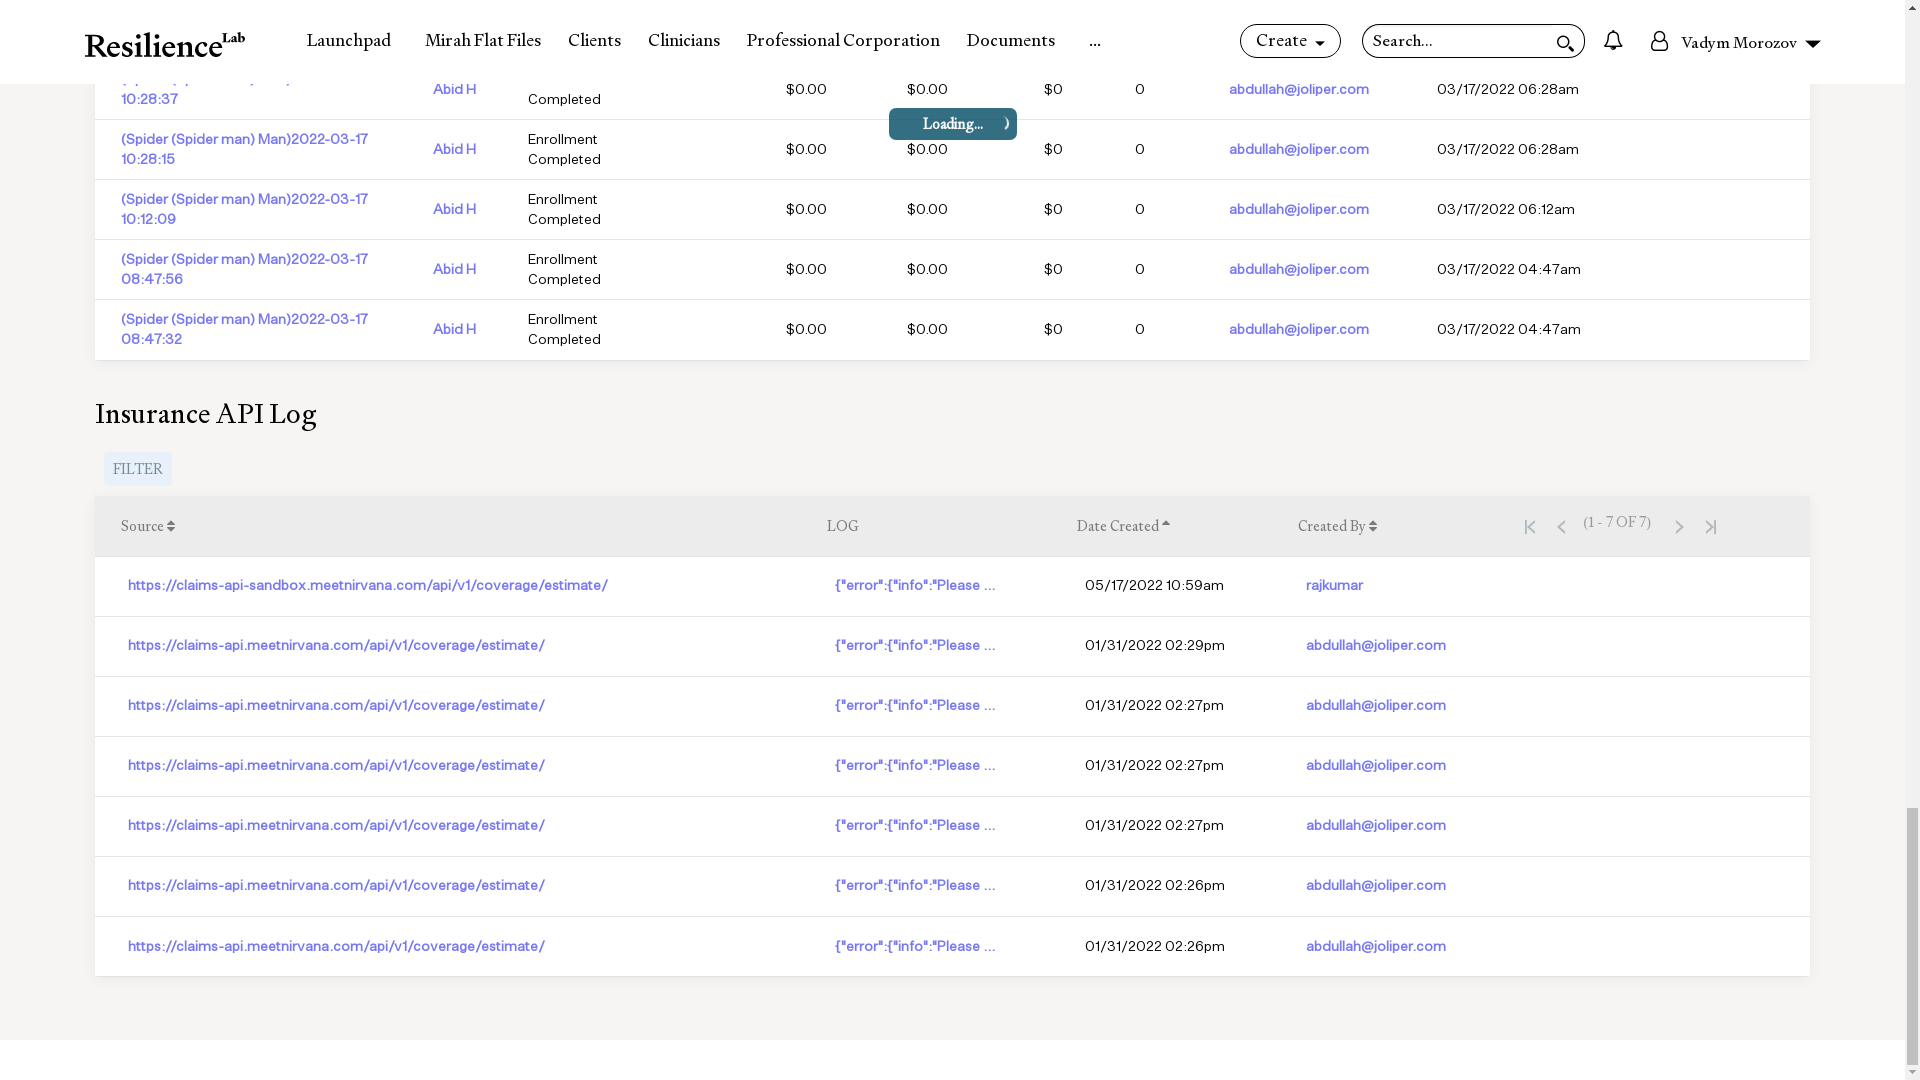 Resilience Lab
Launchpad Mirah Flat Files Clients Clinicians Professional Corporation Documents ... Create Search... Vadym Morozov
10:28:37 Abid H Completed $0.00 $0.00 $0 0 abdullah@joliper.com 03/17/2022 06:28am
Loading...
(Spider (Spider man) Man)2022-03-17 10:28:15 Abid H Enrollment Completed $0.00 $0.00 $0 0 abdullah@joliper.com 03/17/2022 06:28am
(Spider (Spider man) Man)2022-03-17 10:12:09 Abid H Enrollment Completed $0.00 $0.00 $0 0 abdullah@joliper.com 03/17/2022 06:12am
(Spider (Spider man) Man)2022-03-17 08:47:56 Abid H Enrollment Completed $0.00 $0.00 $0 0 abdullah@joliper.com 03/17/2022 04:47am
(Spider (Spider man) Man)2022-03-17 08:47:32 Abid H Enrollment Completed $0.00 $0.00 $0 0 abdullah@joliper.com 03/17/2022 04:47am
Insurance API Log
FILTER
Source LOG Date Created Created By (1 - 7 OF 7)
https://claims-api-sandbox.meetnirvana.com/api/v1/coverage/estimate/ {"error":{"info":"Please ... 05/17/2022 10:59am rajkumar
https://claims-api.meetnirvana.com/api/v1/coverage/estimate/ {"error":{"info":"Please ... 01/31/2022 02:29pm abdullah@joliper.com
https://claims-api.meetnirvana.com/api/v1/coverage/estimate/ {"error":{"info":"Please ... 01/31/2022 02:27pm abdullah@joliper.com
https://claims-api.meetnirvana.com/api/v1/coverage/estimate/ {"error":{"info":"Please ... 01/31/2022 02:27pm abdullah@joliper.com
https://claims-api.meetnirvana.com/api/v1/coverage/estimate/ {"error":{"info":"Please ... 01/31/2022 02:27pm abdullah@joliper.com
https://claims-api.meetnirvana.com/api/v1/coverage/estimate/ {"error":{"info":"Please ... 01/31/2022 02:26pm abdullah@joliper.com
https://claims-api.meetnirvana.com/api/v1/coverage/estimate/ {"error":{"info":"Please ... 01/31/2022 02:26pm abdullah@joliper.com